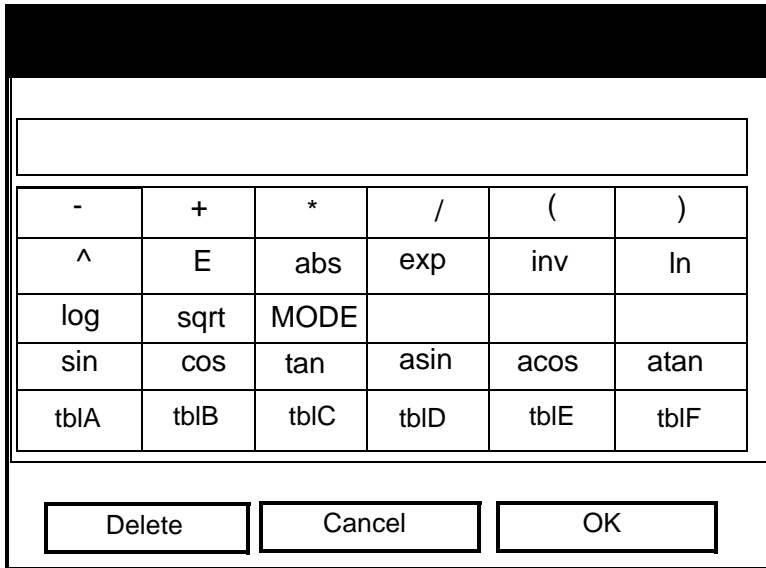 - + * / ( )
^ E abs exp inv ln
log sqrt MODE
sin cos tan asin acos atan
tblA tblB tblC tblD tblE tblF
Delete Cancel OK